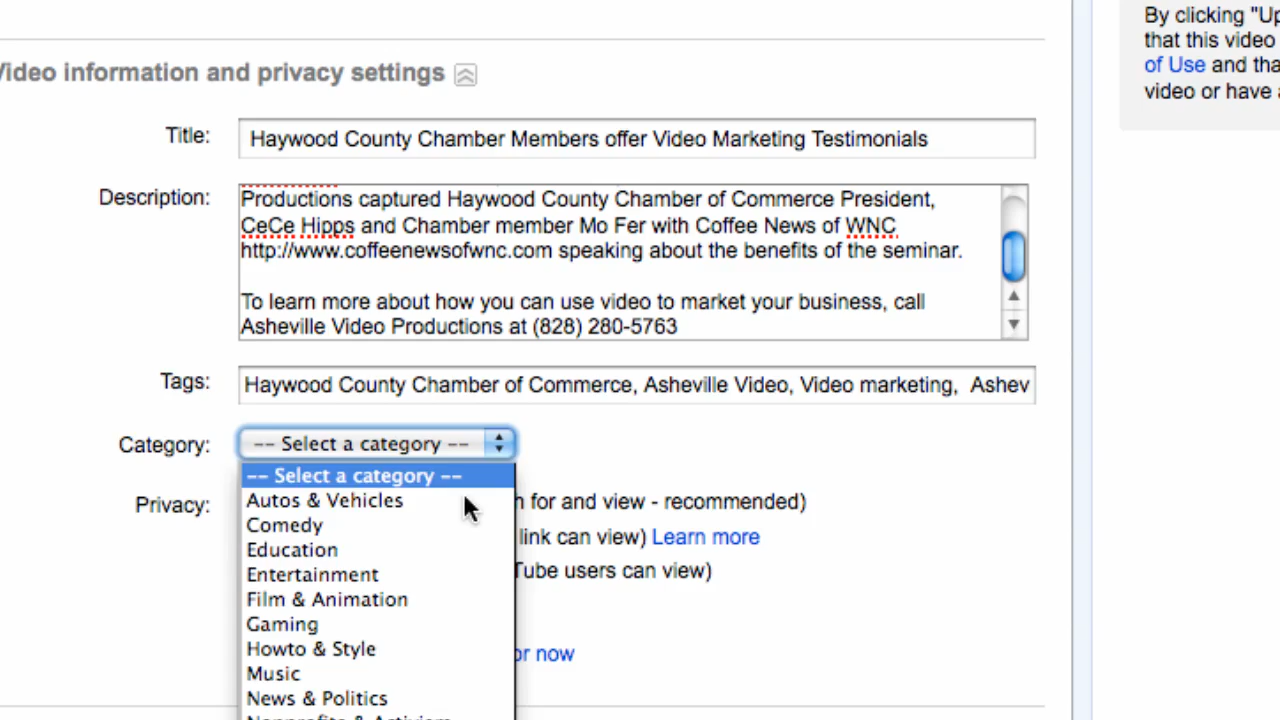 By clicking "Up
that this video
of Use and tha
video or have a
Video information and privacy settings
Title: Haywood County Chamber Members offer Video Marketing Testimonials
Description: Productions captured Haywood County Chamber of Commerce President,
CeCe Hipps and Chamber member Mo Fer with Coffee News of WNC
http://www.coffeenewsofwnc.com speaking about the benefits of the seminar.
To learn more about how you can use video to market your business, call
Asheville Video Productions at (828) 280-5763
Tags: Haywood County Chamber of Commerce, Asheville Video, Video marketing, Ashev
Category: -- Select a category --
-- Select a category --
Autos & Vehicles
Comedy
Education
Entertainment
Film & Animation
Gaming
Howto & Style
Music
News & Politics
Nonprofits & Activism
Privacy: h for and view - recommended)
link can view) Learn more
Tube users can view)
or now